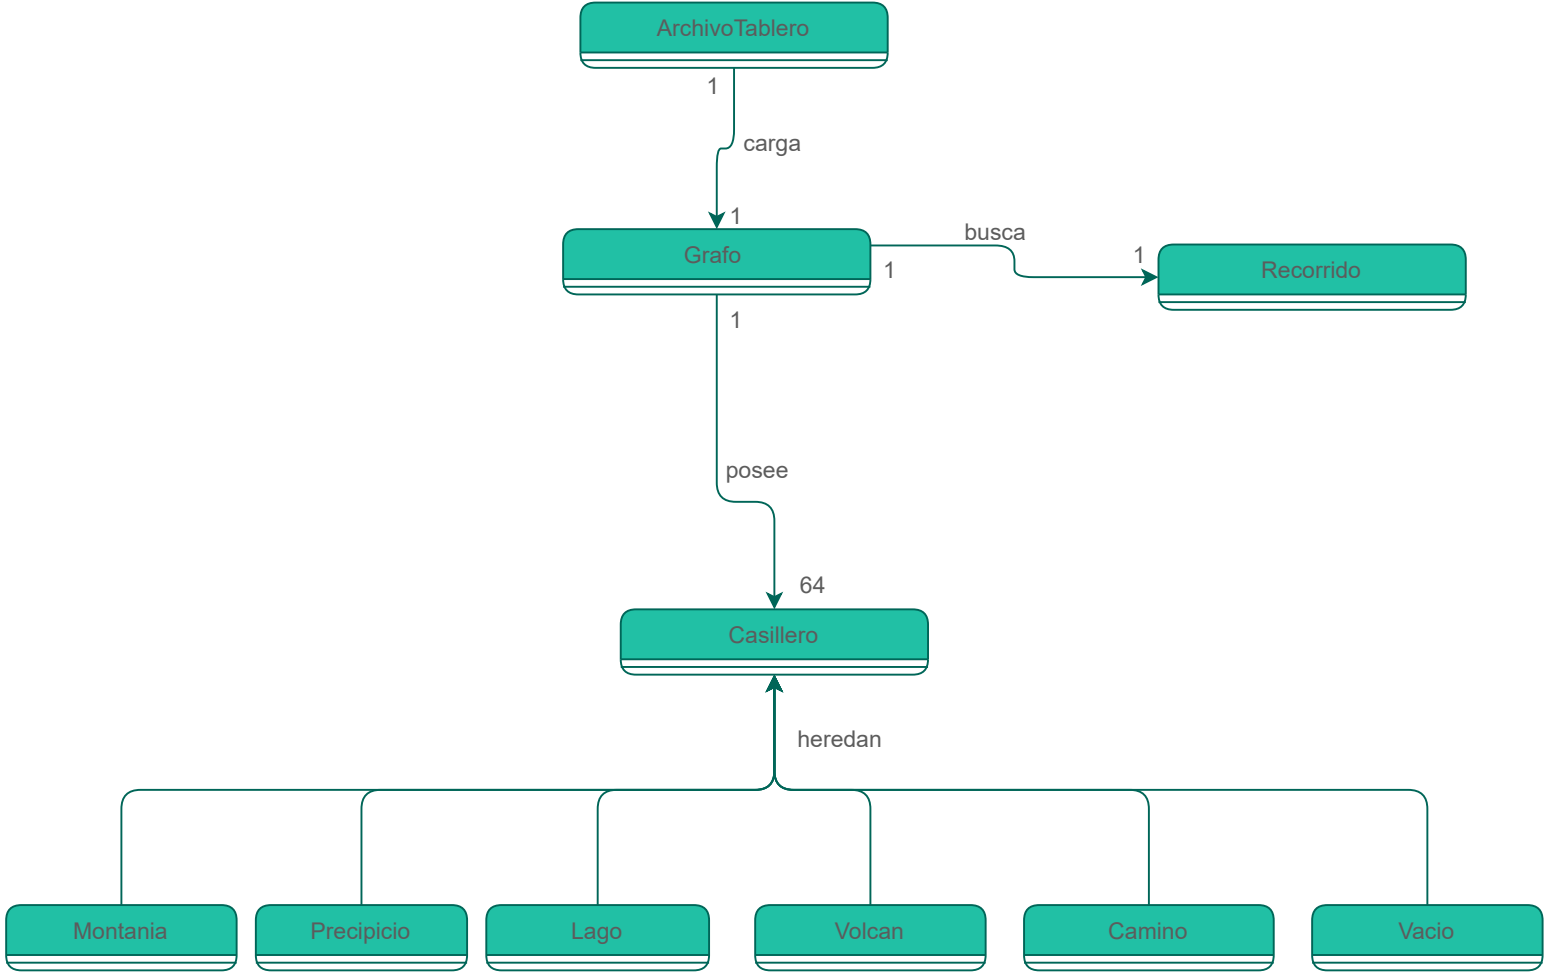 ArchivoTablero
1
carga
1
Grafo
1
busca
1
Recorrido
1
posee
64
Casillero
heredan
Montania
Precipicio
Lago
Volcan
Camino
Vacio